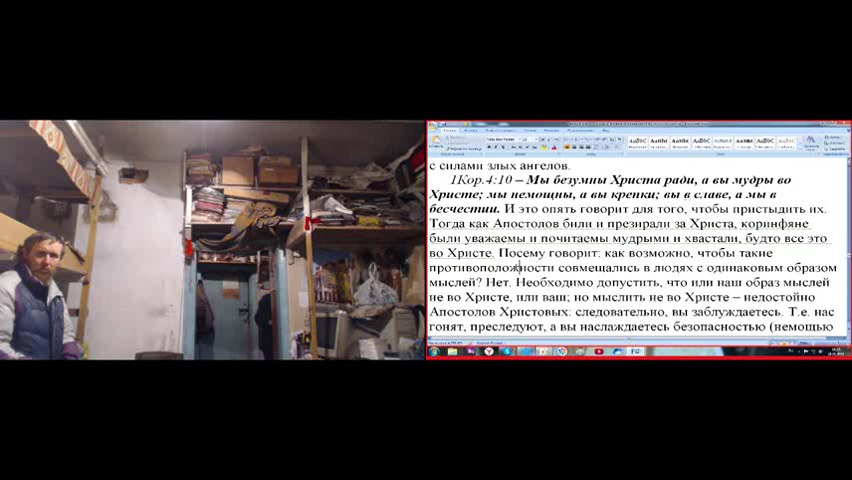 с силами злых ангелов.
1Кор.4:10 – Мы безумны Христа ради, а вы мудры во
Христе; мы немощны, а вы крепки; вы в славе, а мы в
бесчестии. И это опять говорит для того, чтобы пристыдить их.
Тогда как Апостолов били и презирали за Христа, коринфяне
были уважаемы и почитаемы мудрыми и хвастали, будто все это
во Христе. Посему говорит: как возможно, чтобы такие
противоположности совмещались в людях с одинаковым образом
мыслей? Нет. Необходимо допустить, что или наш образ мыслей
не во Христе, или ваш; но мыслить не во Христе – недостойно
Апостолов Христовых: следовательно, вы заблуждаетесь. Т.е. нас
гонят, преследуют, а вы наслаждаетесь безопасностью (немощью